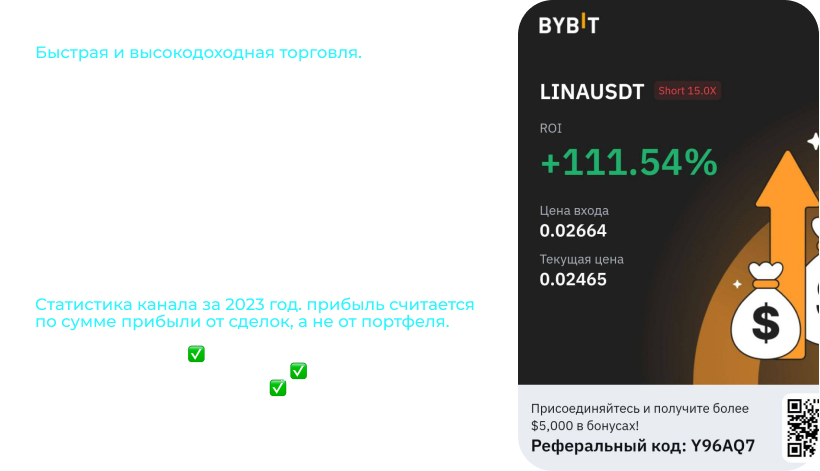 Быстрая и высокодоходная торговля.
Статистика канала за 2023 год. прибыль считается
по сумме прибыли от сделок, а не от портфеля.
BYBIT
LINAUSDT Short 15.0X
ROI
+111.54%
Цена входа
0.02664
Текущая цена
0.02465
Присоединяйтесь и получите более
$5,000 в бонусах!
Реферальный код: Y96AQ7